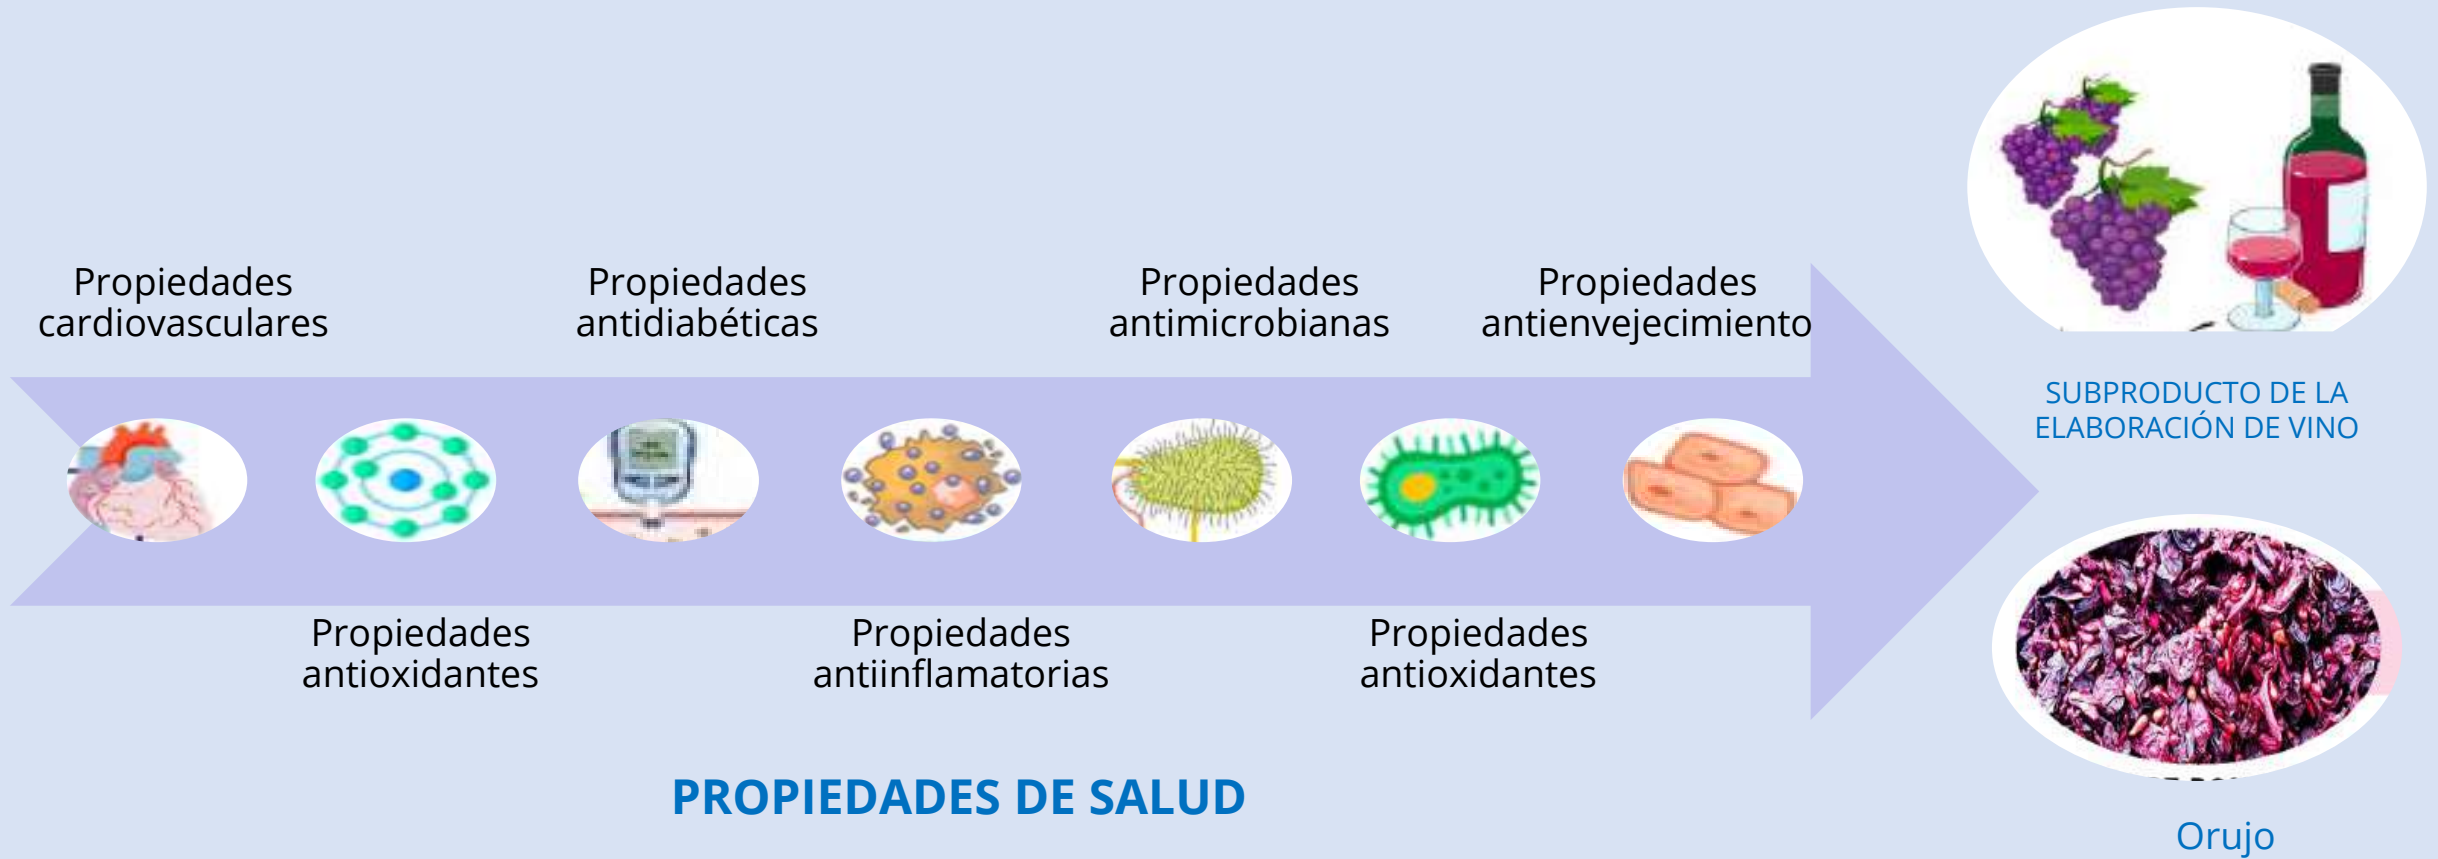 Propiedades
cardiovasculares
Propiedades
antidiabéticas
Propiedades
antimicrobianas
Propiedades
antienvejecimiento
SUBPRODUCTO DE LA
ELABORACIÓN DE VINO
Propiedades
antioxidantes
Propiedades
antiinflamatorias
Propiedades
antioxidantes
PROPIEDADES DE SALUD
Orujo